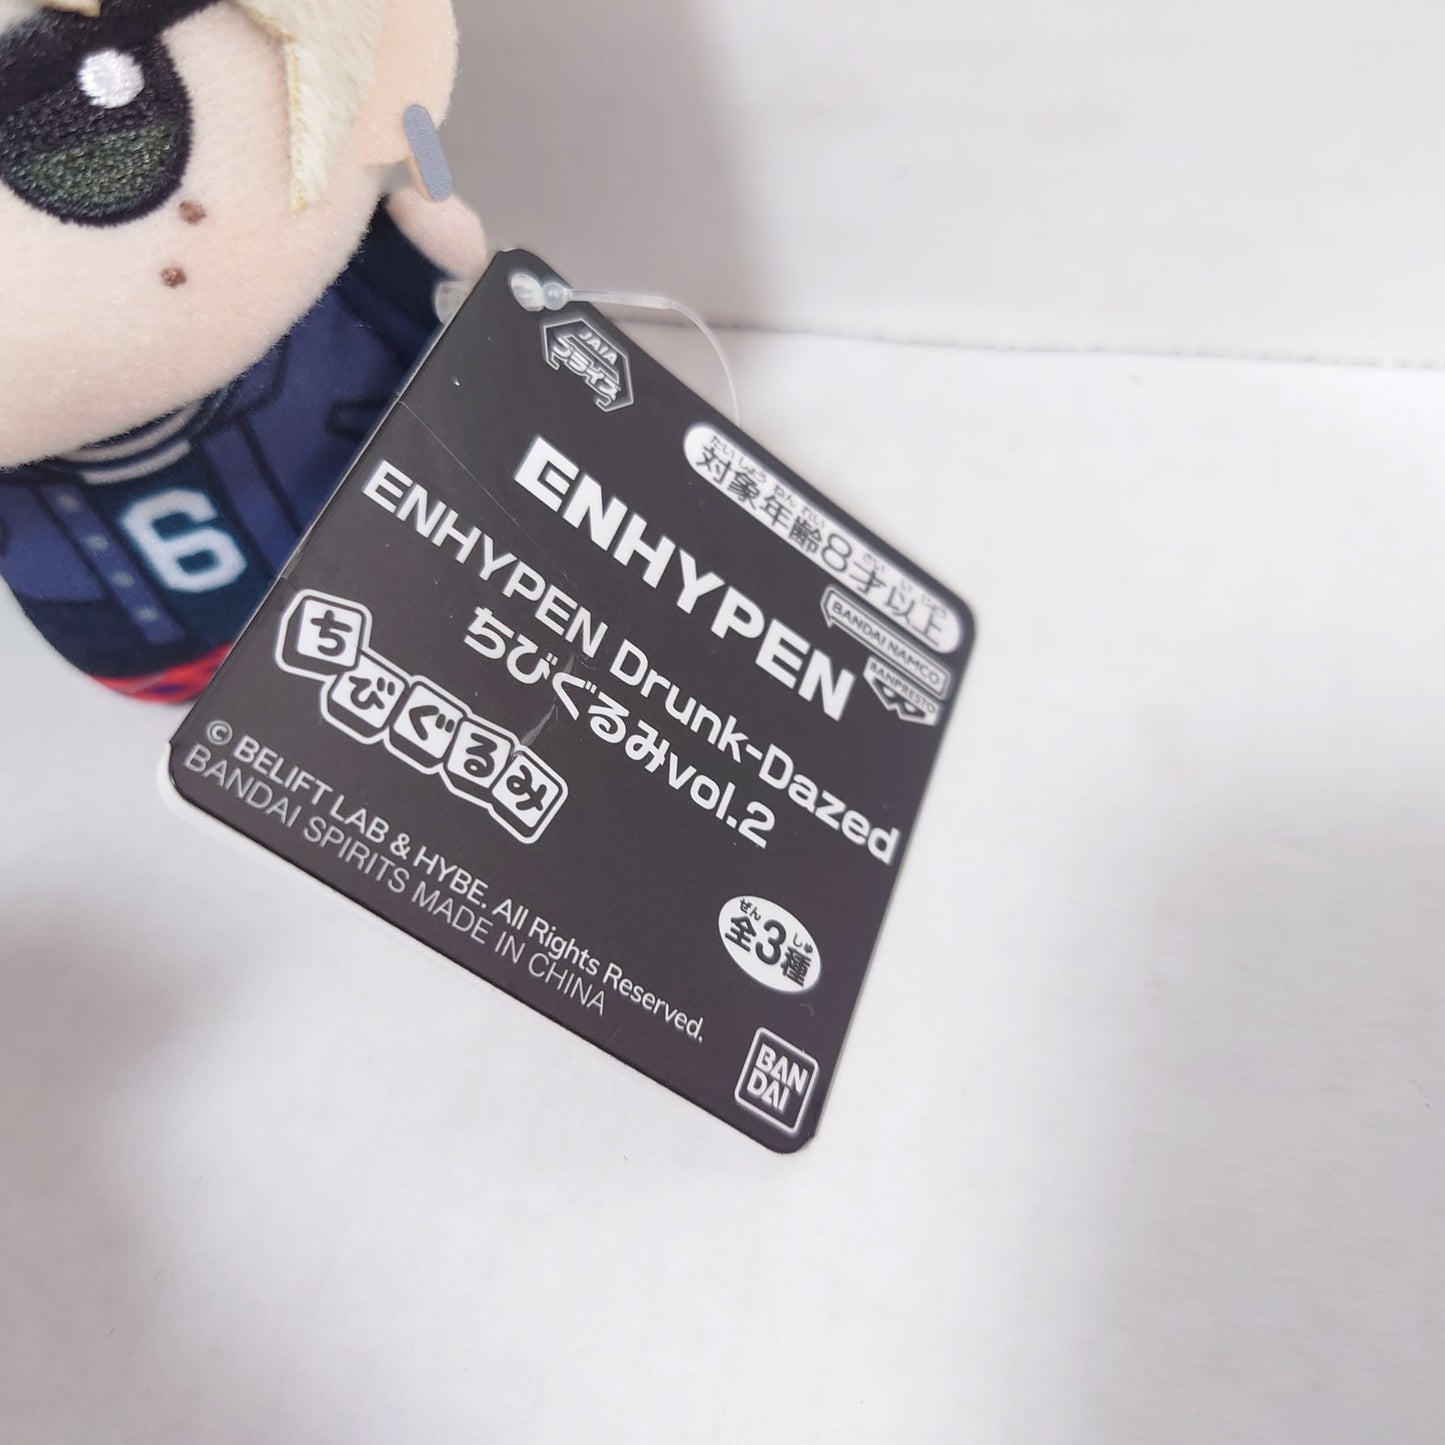 JAIA
プライズ
たいしょうねんれい さい い じょう
対象年齢8才以上
ENHYPEN
BANDAI NAMCO
BANPRESTO
ENHYPEN Drunk-Dazed
ちびぐるみvol.2
ちびぐるみ
ぜん しゅ
全3種
© BELIFT LAB & HYBE. All Rights Reserved.
BANDAI SPIRITS MADE IN CHINA
BAN
DAI
6